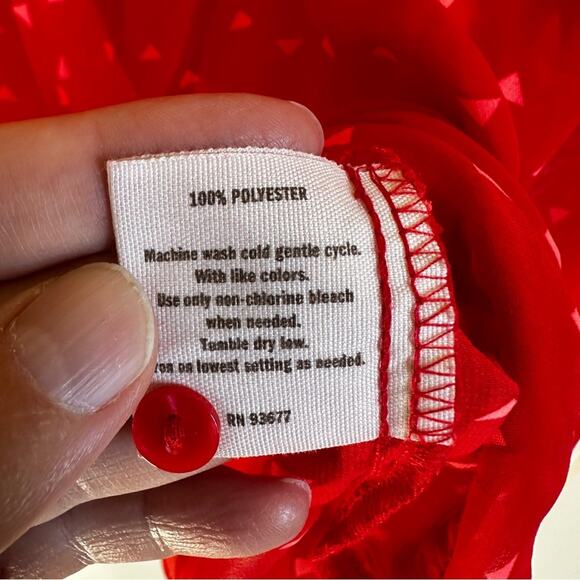 100% POLYESTER
Machine wash cold gentle cycle.
With like colors.
Use only non-chlorine bleach
when needed.
Tumble dry low.
on on lowest setting as needed.
RN 93677